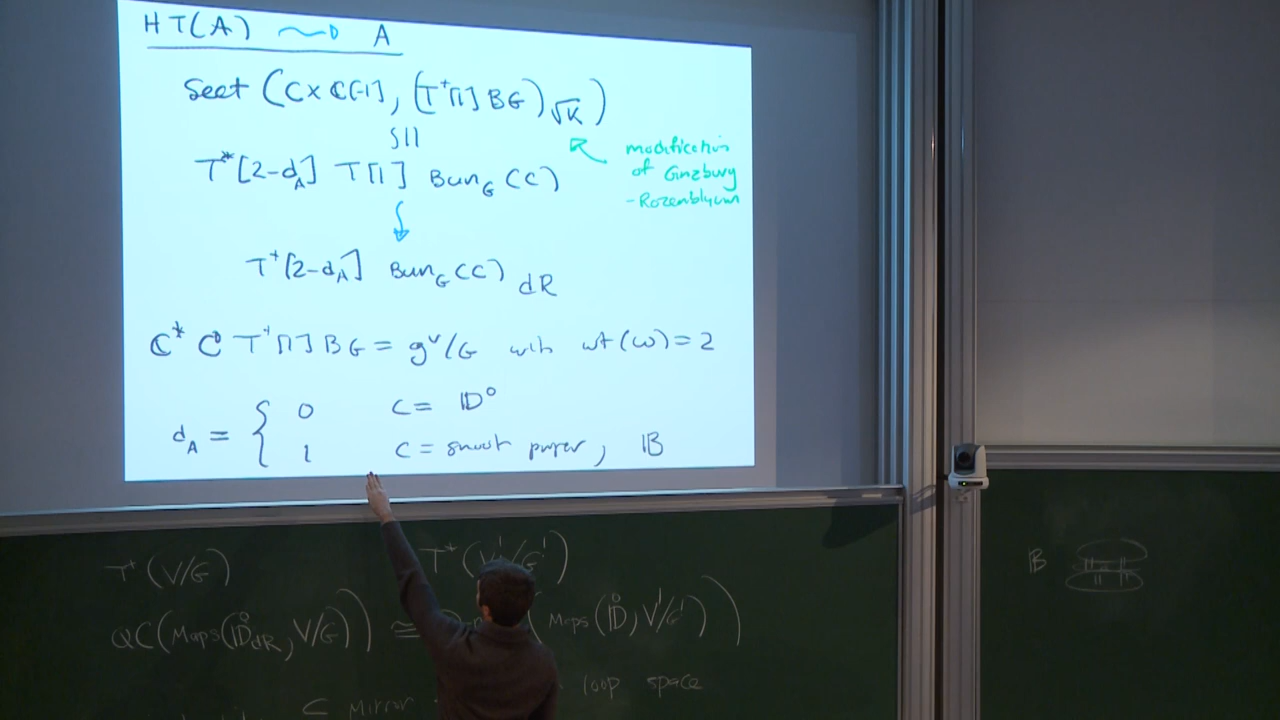 HT(A) ⤳ A
Sect (C × ℂ[-1], (T*[1] BG)√K)
SII
T*[2-d_A] T[1] Bun_G (C)
modification
of Ginzburg
-Rozenblyum
T*[2-d_A] Bun_G (C)_dR
ℂ* ↻ T*[1] BG = g^∨/G with wt(ω) = 2
d_A = { 0 C = 𝔻°
1 C = smooth proper, 𝔹
T*(V/G) T*(V'/G')
QC(Maps(𝔻°_dR, V/G)) ≅ (Maps(𝔻°, V'/G'))
loop space
C Mirror
𝔹